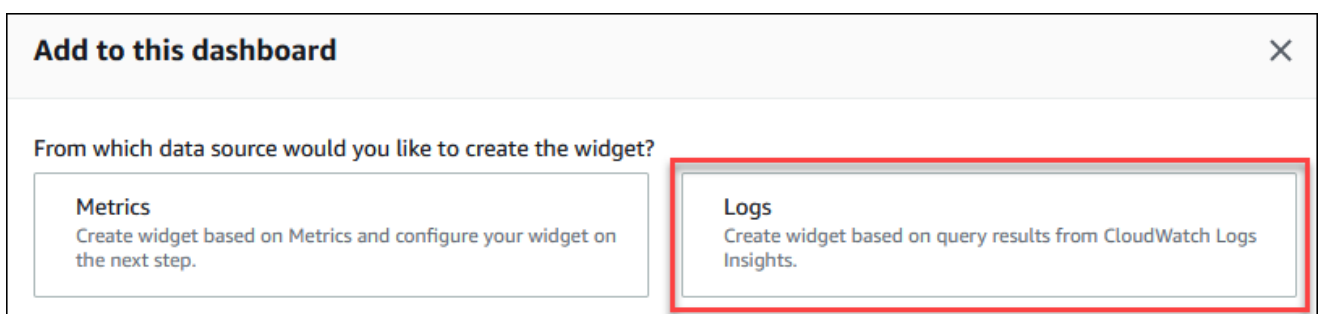 Add to this dashboard
From which data source would you like to create the widget?
Metrics
Create widget based on Metrics and configure your widget on
the next step.
Logs
Create widget based on query results from CloudWatch Logs
Insights.